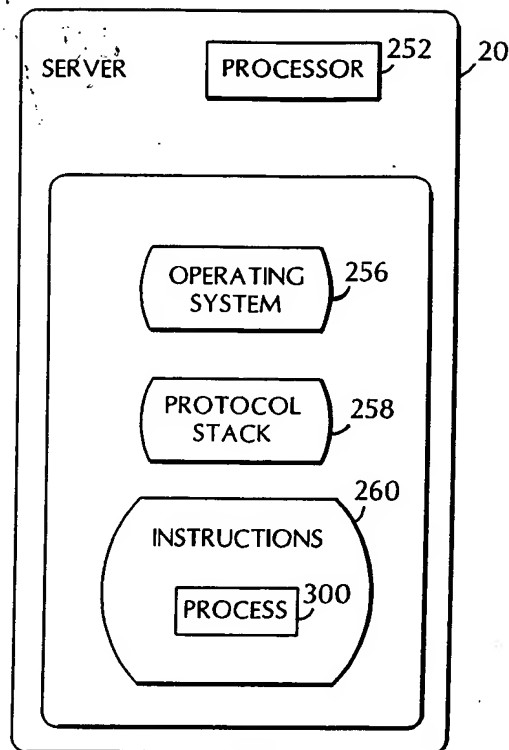 SERVER
PROCESSOR
252
20
OPERATING
SYSTEM
256
PROTOCOL
STACK
258
260
INSTRUCTIONS
PROCESS
300